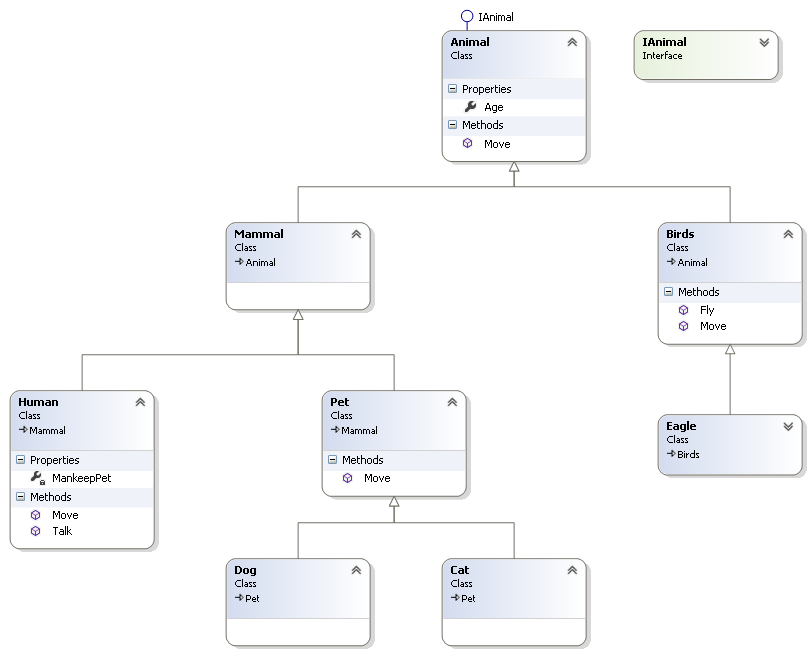 IAnimal
Animal
Class
Properties
Age
Methods
Move
IAnimal
Interface
Mammal
Class
Animal
Birds
Class
Animal
Methods
Fly
Move
Human
Class
Mammal
Properties
MankeepPet
Methods
Move
Talk
Pet
Class
Mammal
Methods
Move
Eagle
Class
Birds
Dog
Class
Pet
Cat
Class
Pet